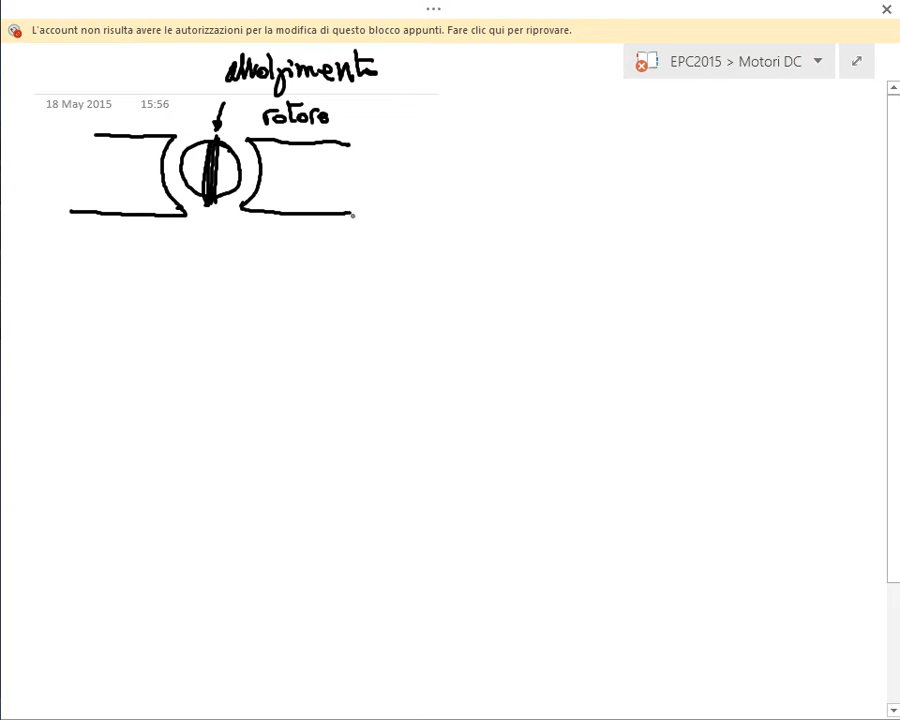 ...
L'account non risulta avere le autorizzazioni per la modifica di questo blocco appunti. Fare clic qui per riprovare.
EPC2015 > Motori DC
avvolgimento
18 May 2015 15:56
rotore